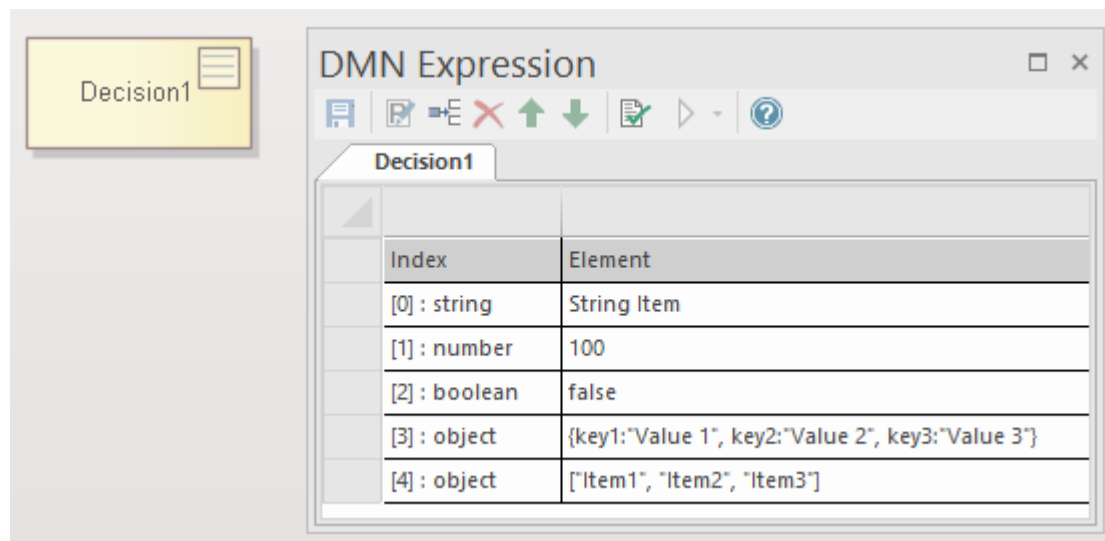 Decision1
DMN Expression
Decision1
Index Element
[0] : string String Item
[1] : number 100
[2] : boolean false
[3] : object {key1:"Value 1", key2:"Value 2", key3:"Value 3"}
[4] : object ["Item1", "Item2", "Item3"]